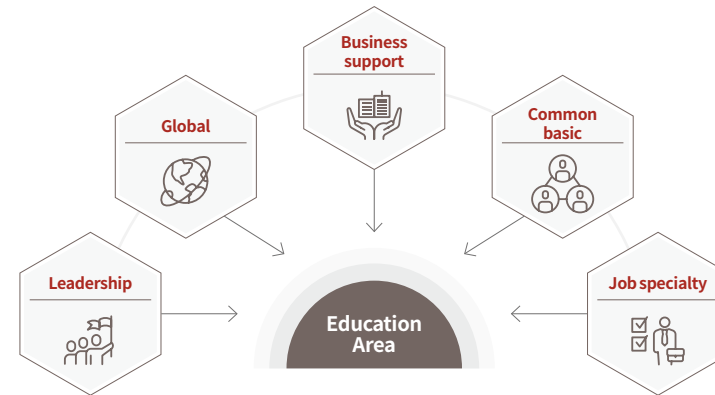 Business
support
Global
Common
basic
Leadership
Job specialty
Education
Area